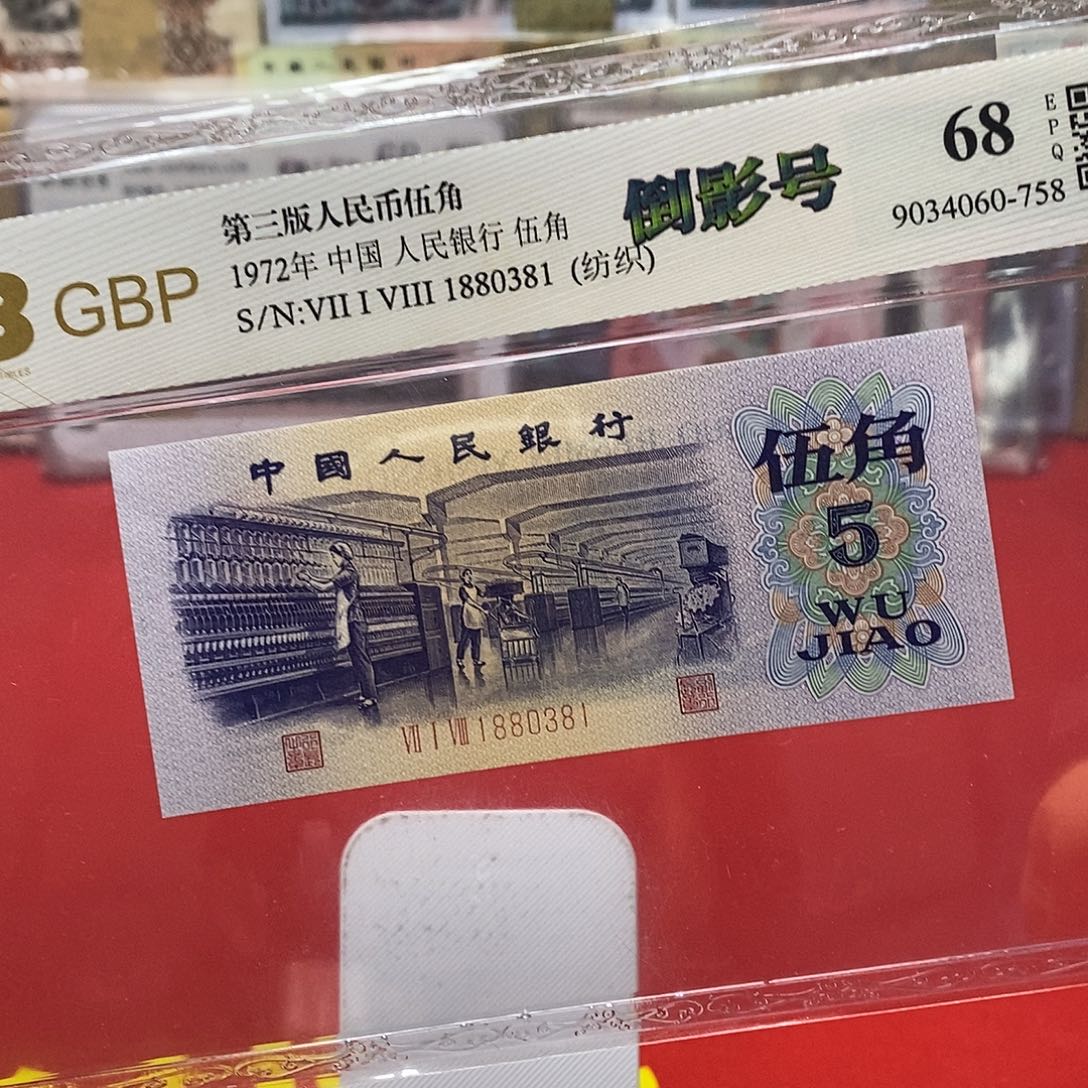 第三版人民币伍角
1972年 中国 人民银行 伍角
S/N:VII I VIII 1880381 (纺织)
GBP
倒影号
68
EPQ
9034060-758
中國人民銀行
伍角
5
WU
JIAO
VII I VIII 1880381